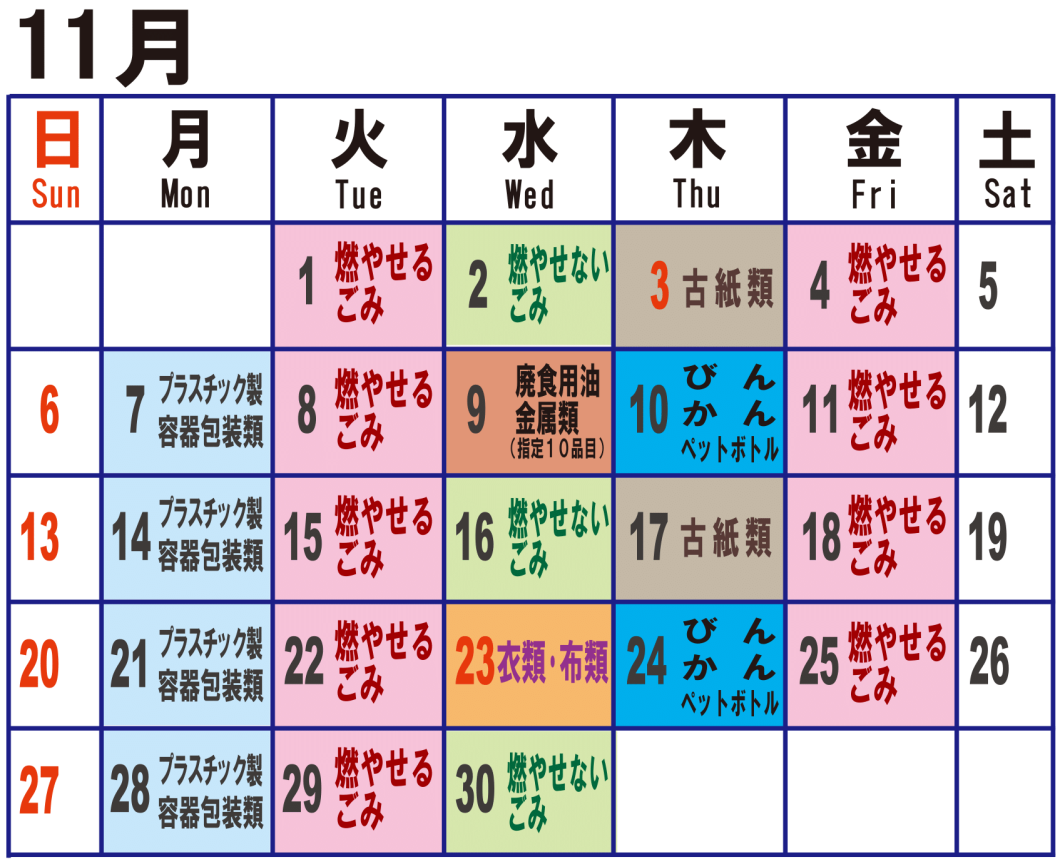 11月
日 月 火 水 木 金 土
Sun Mon Tue Wed Thu Fri Sat
1 燃やせる
ごみ
2 燃やせない
ごみ
3 古紙類
4 燃やせる
ごみ
5
6
7 プラスチック製
容器包装類
8 燃やせる
ごみ
9 廃食用油
金属類
(指定10品目)
10 びん
かん
ペットボトル
11 燃やせる
ごみ
12
13
14 プラスチック製
容器包装類
15 燃やせる
ごみ
16 燃やせない
ごみ
17 古紙類
18 燃やせる
ごみ
19
20
21 プラスチック製
容器包装類
22 燃やせる
ごみ
23 衣類・布類
24 びん
かん
ペットボトル
25 燃やせる
ごみ
26
27
28 プラスチック製
容器包装類
29 燃やせる
ごみ
30 燃やせない
ごみ